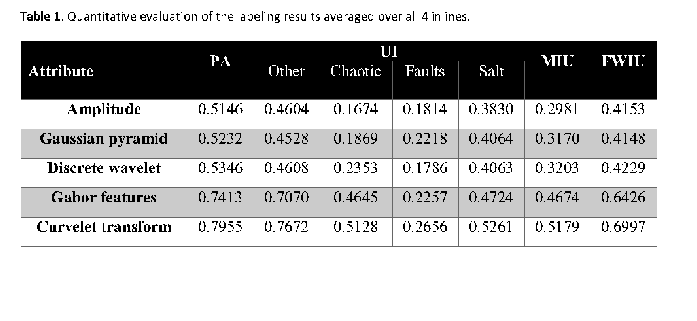 Table 1. Quantitative evaluation of the labeling results averaged over all 4 inlines.
Attribute PA UI MIU FWIU
Other Chaotic Faults Salt
Amplitude 0.5146 0.4604 0.1674 0.1814 0.3830 0.2981 0.4153
Gaussian pyramid 0.5232 0.4528 0.1869 0.2218 0.4064 0.3170 0.4148
Discrete wavelet 0.5346 0.4608 0.2353 0.1786 0.4063 0.3203 0.4229
Gabor features 0.7413 0.7070 0.4645 0.2257 0.4724 0.4674 0.6426
Curvelet transform 0.7955 0.7672 0.5128 0.2656 0.5261 0.5179 0.6997